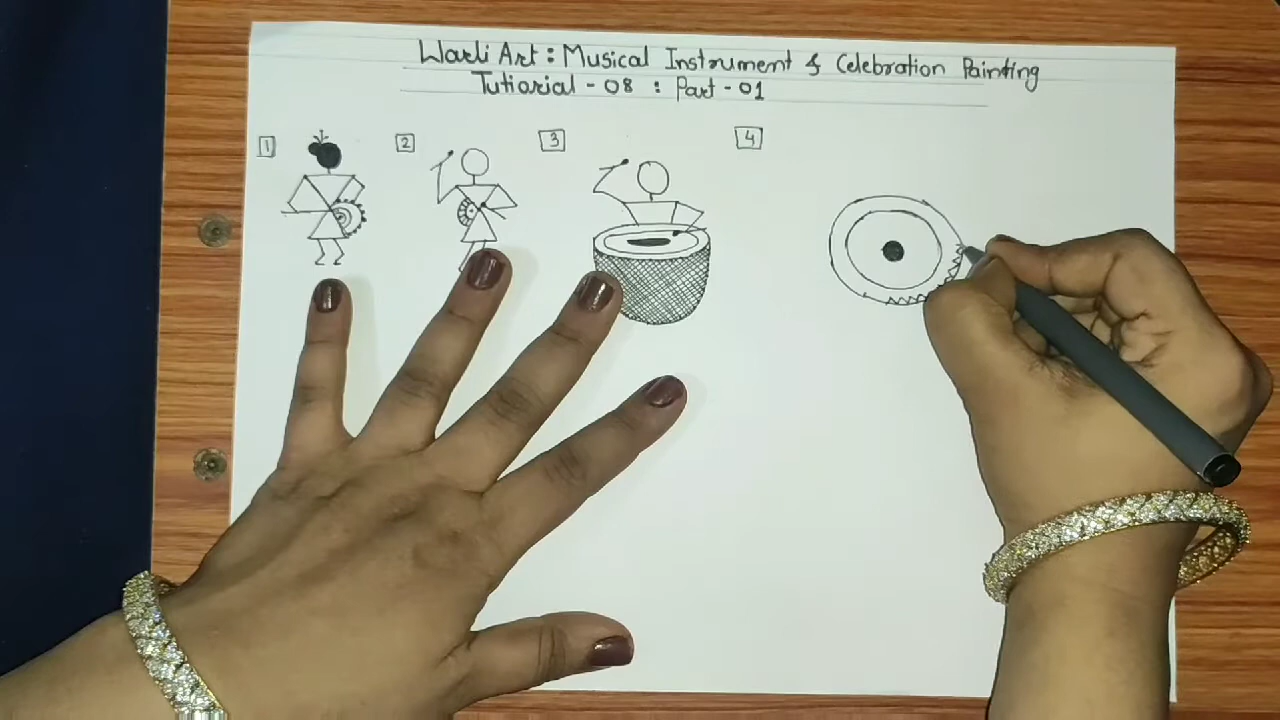 Warli Art : Musical Instrument & Celebration Painting
Tutiorial - 08 : Part - 01
1 2 3 4